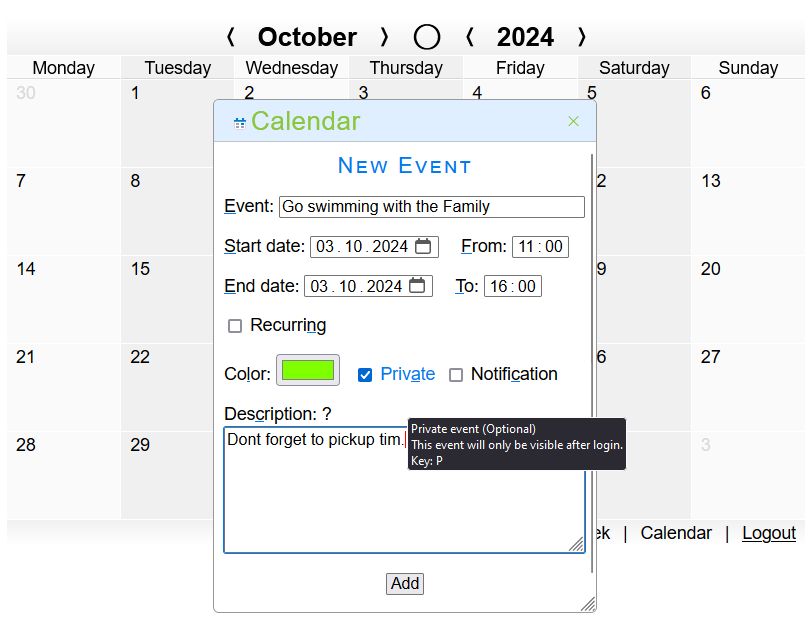 ‹ October › ◯ ‹ 2024 ›
Monday Tuesday Wednesday Thursday Friday Saturday Sunday
30 1 2 3 4 5 6
Calendar ×
New Event
7 8 2 13
Event: Go swimming with the Family
Start date: 03.10.2024 From: 11:00
14 15 9 20
End date: 03.10.2024 To: 16:00
Recurring
21 22 6 27
Color: Private Notification
Description: ?
Private event (Optional)
This event will only be visible after login.
Key: P
Dont forget to pickup tim.
28 29 3
ek | Calendar | Logout
Add